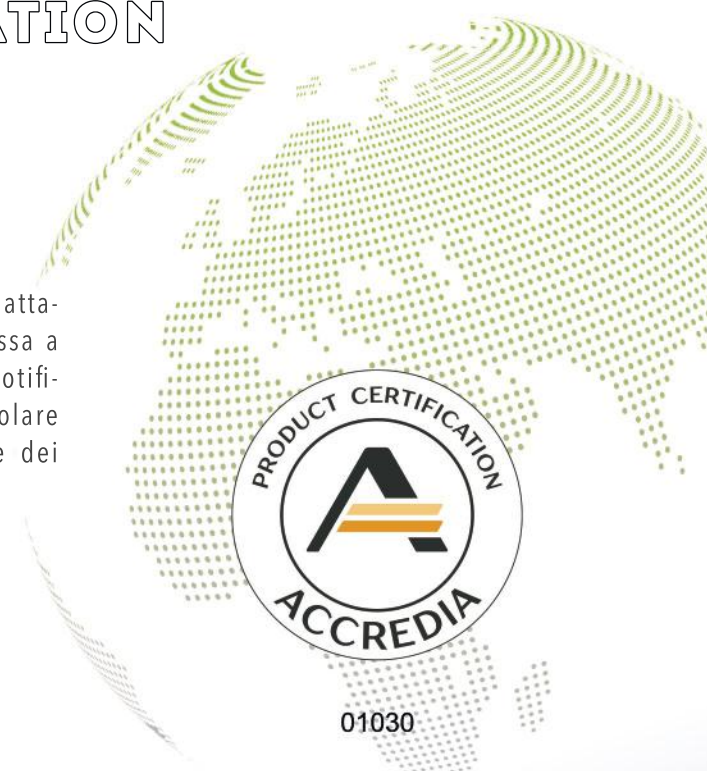 ATION
atta-
ssa a
otifi-
olare
e dei
PRODUCT CERTIFICATION
ACCREDIA
01030